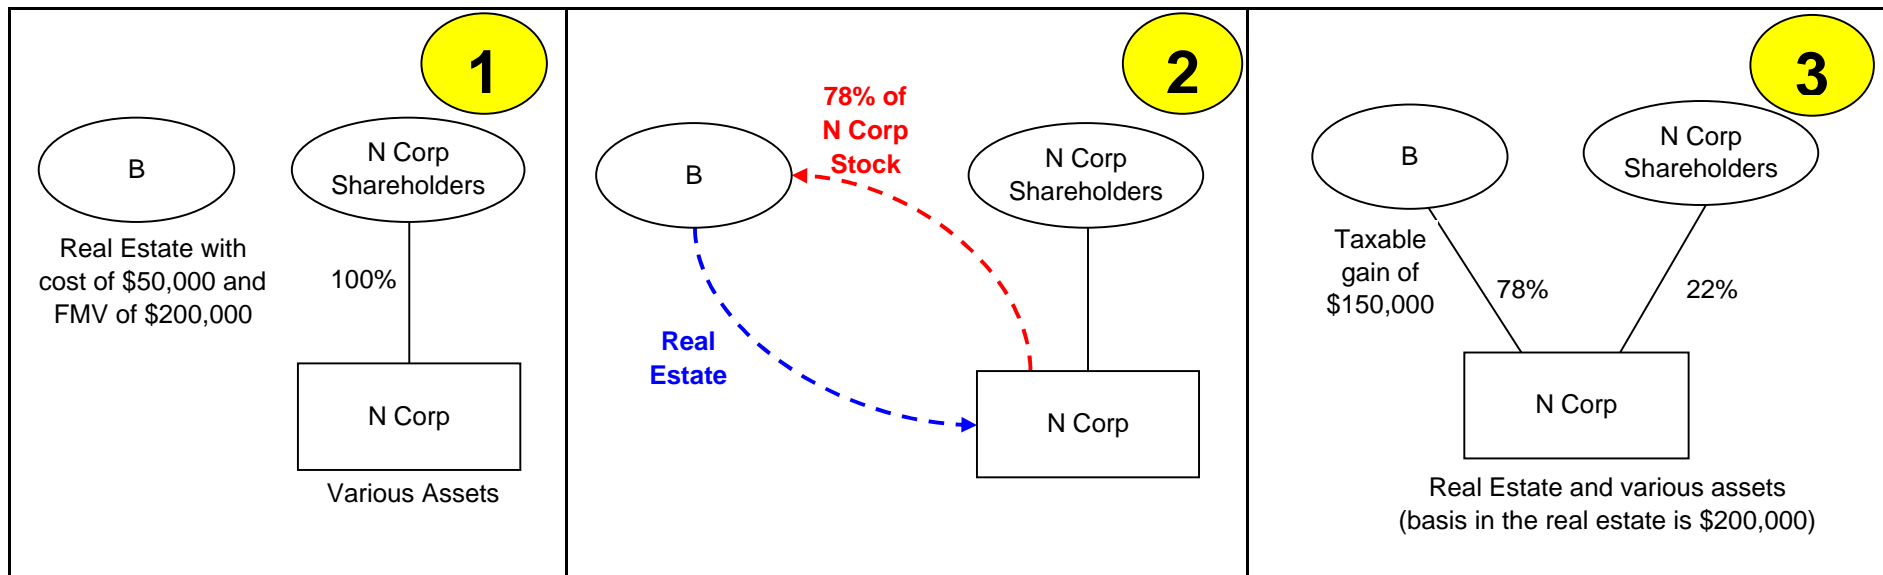 1
B
N Corp
Shareholders
Real Estate with
cost of $50,000 and
FMV of $200,000
100%
N Corp
Various Assets
2
78% of
N Corp
Stock
B
N Corp
Shareholders
Real
Estate
N Corp
3
B
N Corp
Shareholders
Taxable
gain of
$150,000
78%
22%
N Corp
Real Estate and various assets
(basis in the real estate is $200,000)